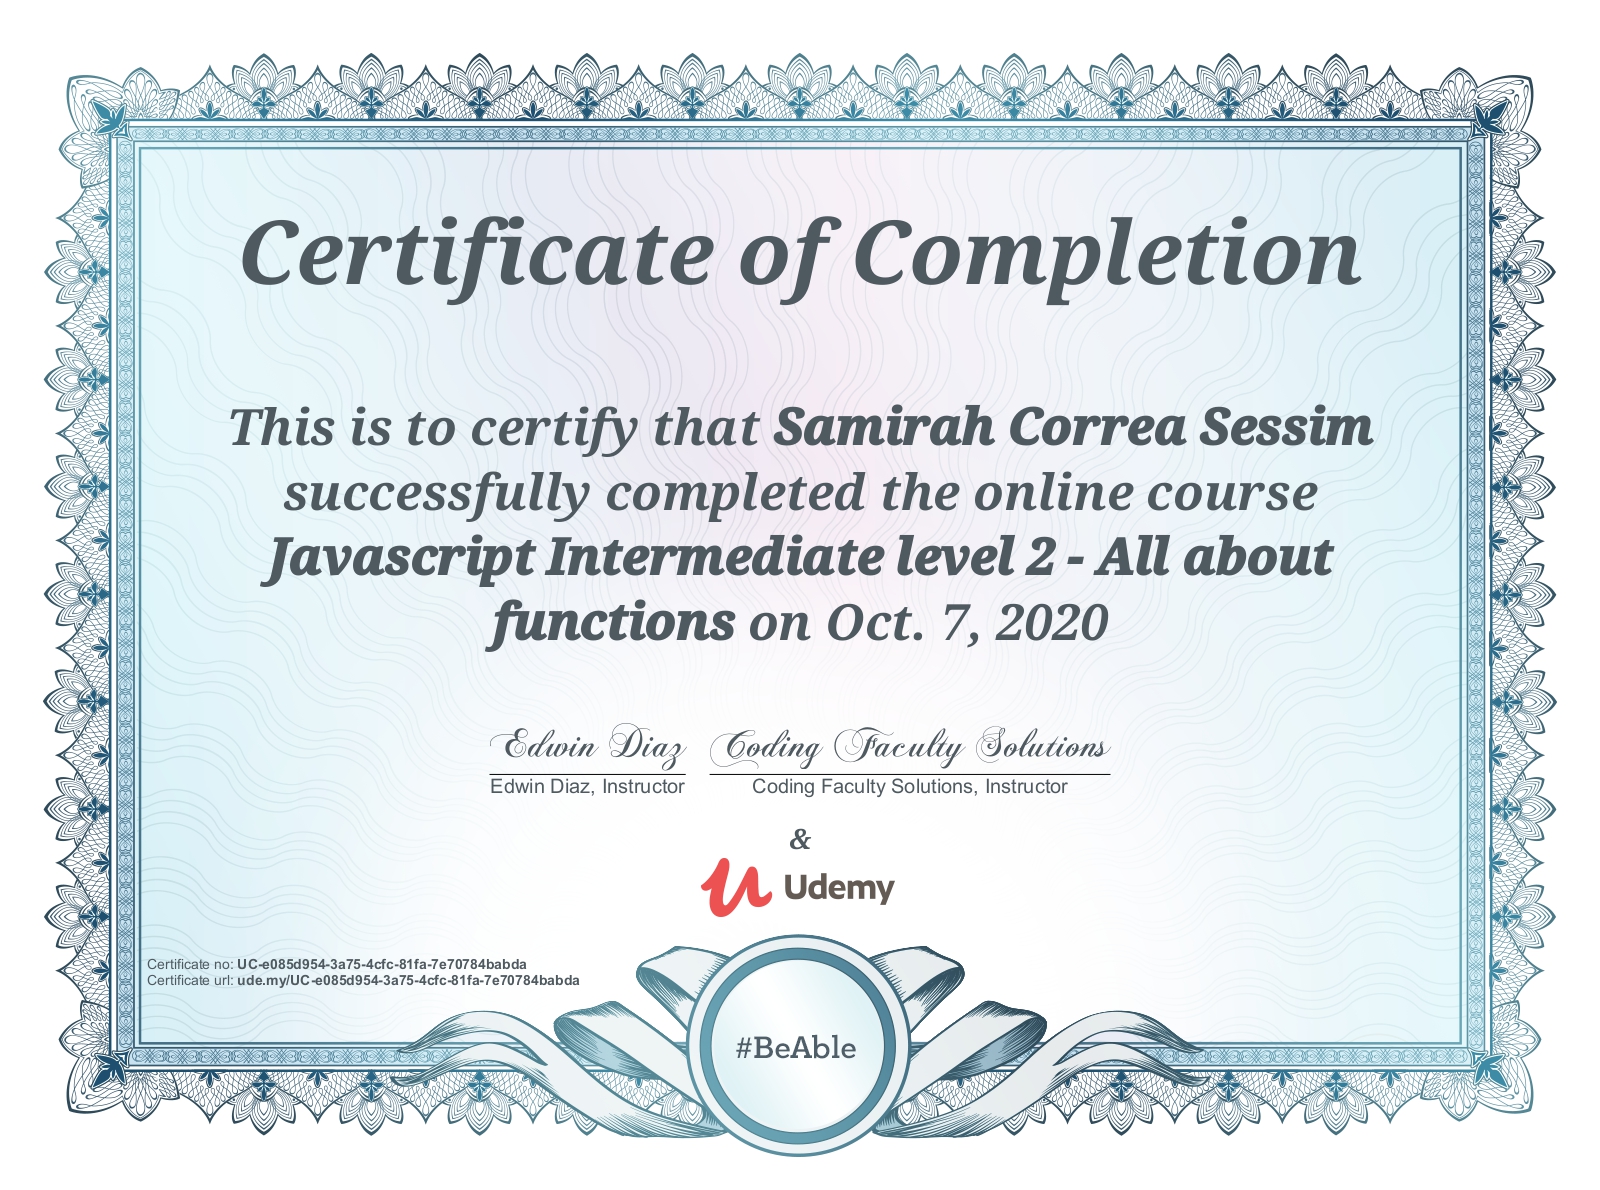 Certificate of Completion
This is to certify that Samirah Correa Sessim
successfully completed the online course
Javascript Intermediate level 2 - All about
functions on Oct. 7, 2020
Edwin Diaz
Edwin Diaz, Instructor
Coding Faculty Solutions
Coding Faculty Solutions, Instructor
&
Udemy
Certificate no: UC-e085d954-3a75-4cfc-81fa-7e70784babda
Certificate url: ude.my/UC-e085d954-3a75-4cfc-81fa-7e70784babda
#BeAble